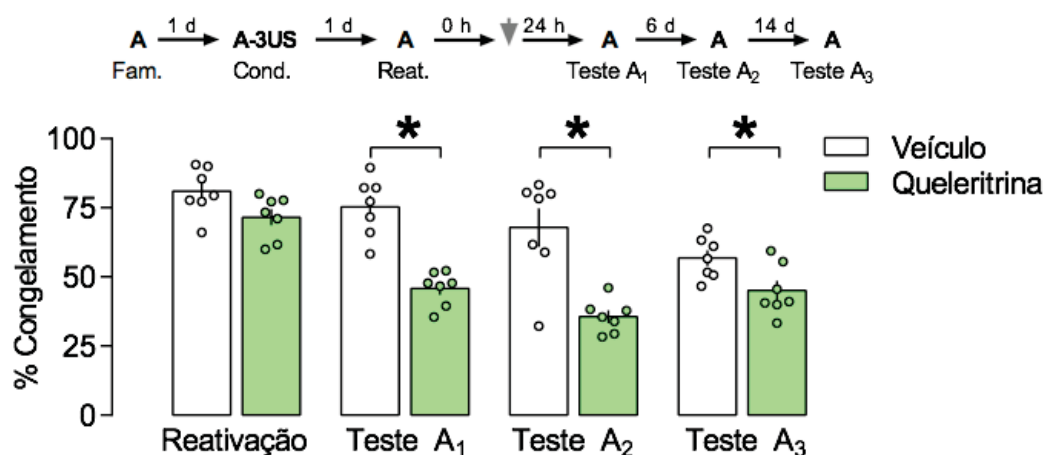 1 d 1 d 0 h 24 h 6 d 14 d
A A-3US A A A A
Fam. Cond. Reat. Teste A1 Teste A2 Teste A3
* * *
100
75
50
25
0
% Congelamento
Veículo
Queleritrina
Reativação Teste A1 Teste A2 Teste A3